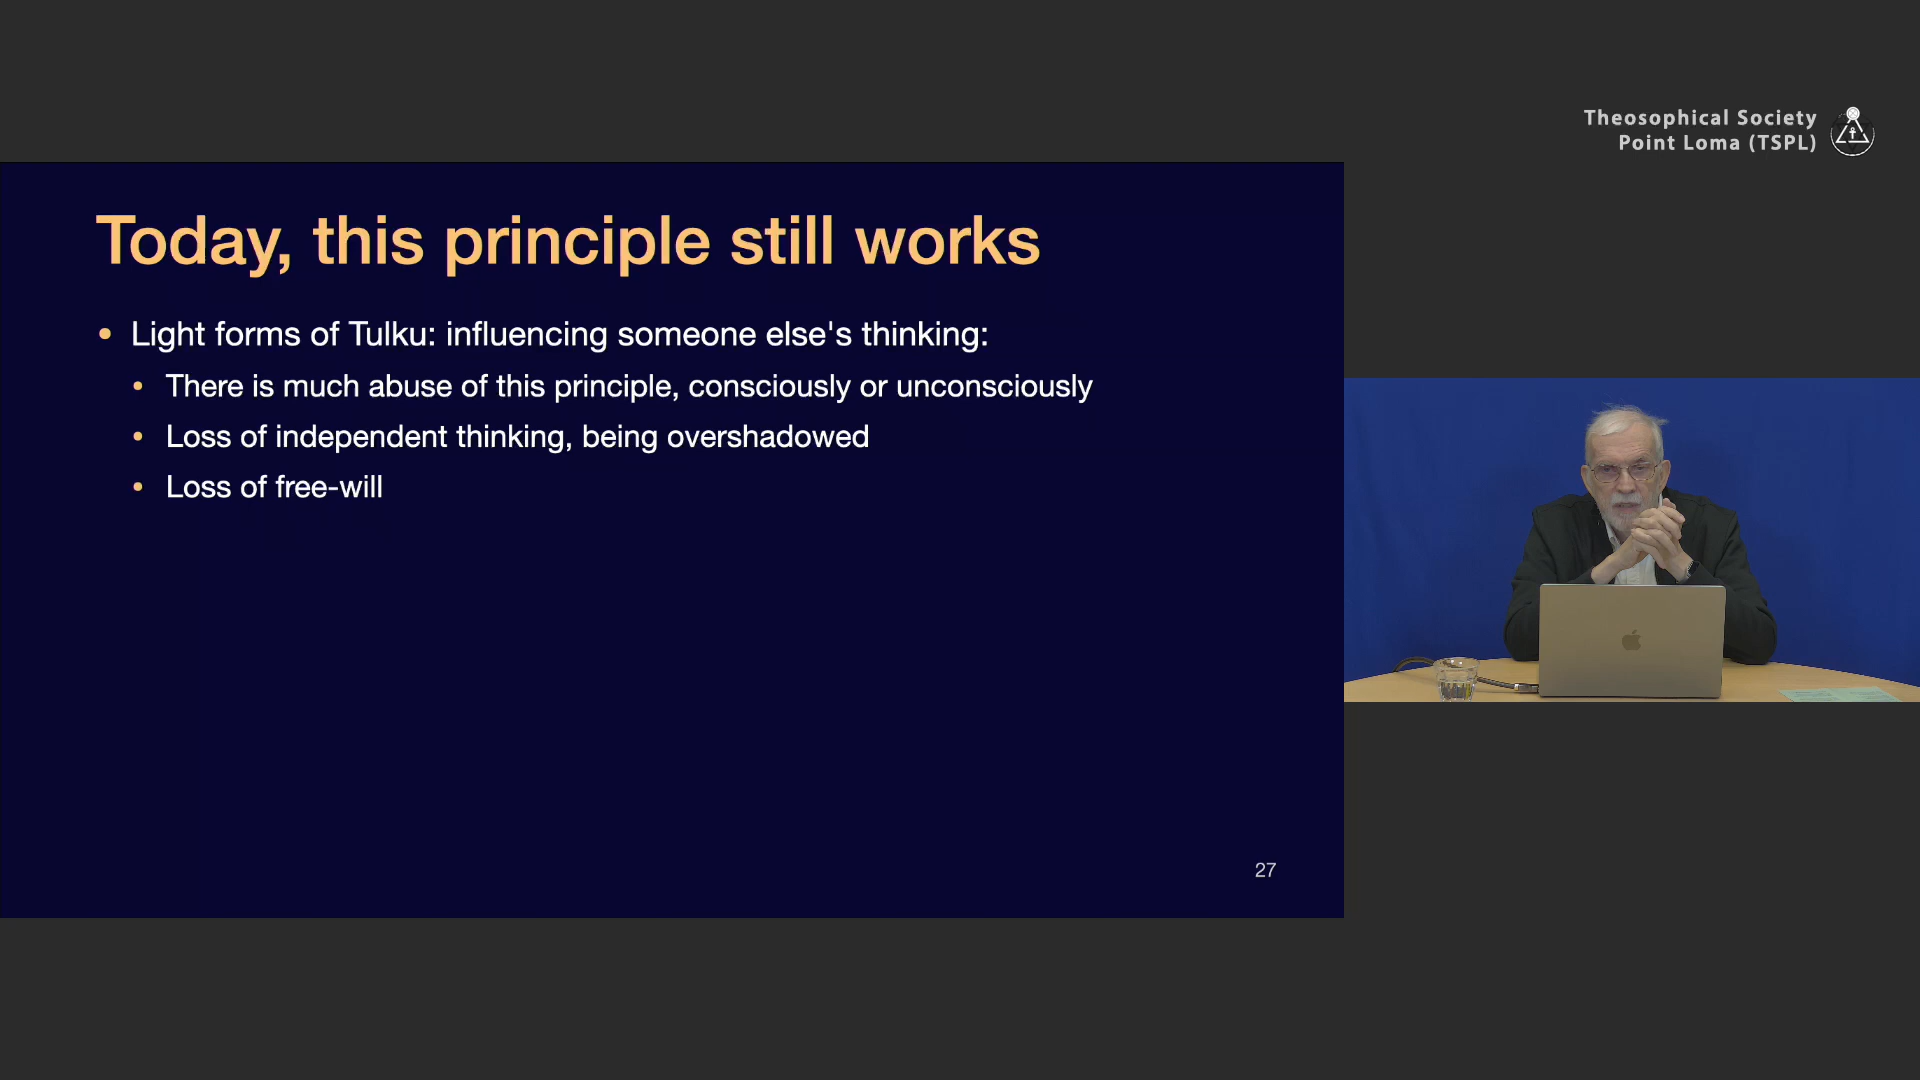 Theosophical Society
Point Loma (TSPL)
Today, this principle still works
• Light forms of Tulku: influencing someone else's thinking:
• There is much abuse of this principle, consciously or unconsciously
• Loss of independent thinking, being overshadowed
• Loss of free-will
27